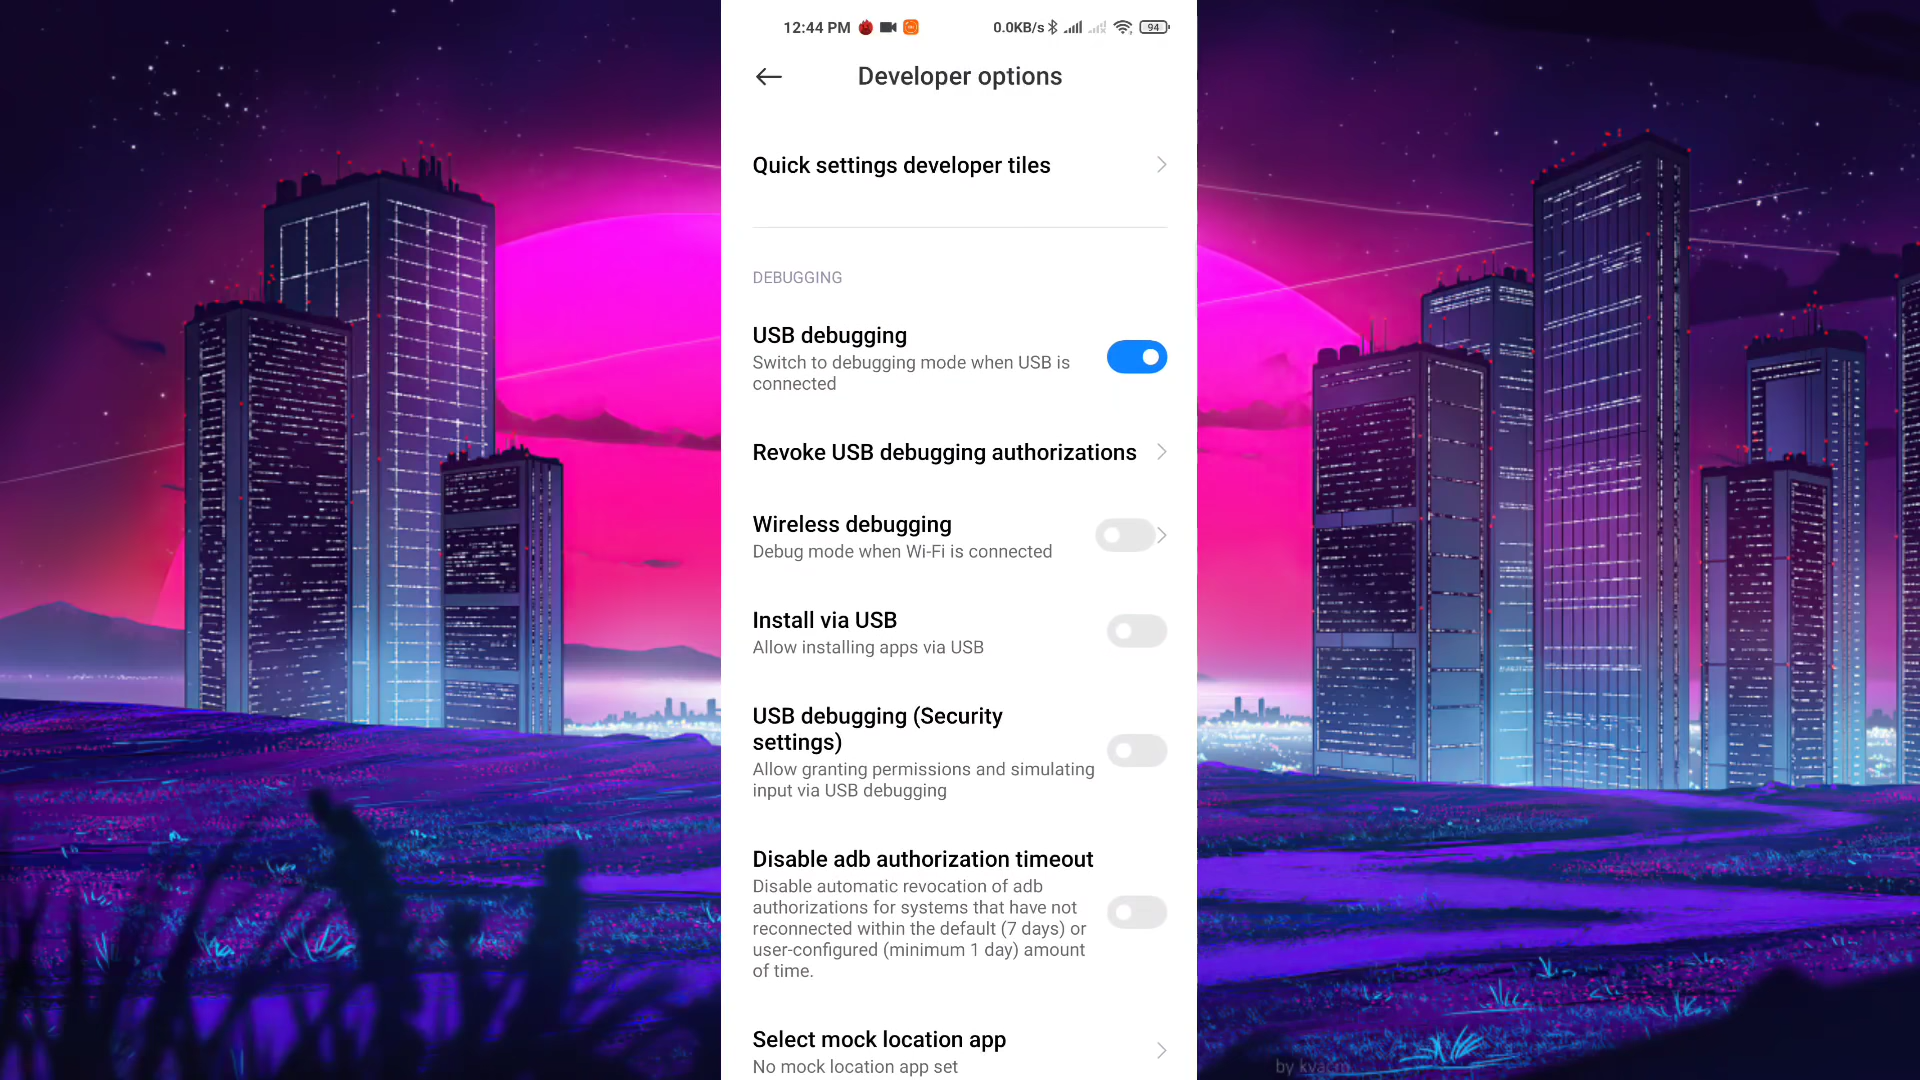 12:44 PM 0.0KB/s 94
Developer options
Quick settings developer tiles
DEBUGGING
USB debugging
Switch to debugging mode when USB is
connected
Revoke USB debugging authorizations
Wireless debugging
Debug mode when Wi-Fi is connected
Install via USB
Allow installing apps via USB
USB debugging (Security
settings)
Allow granting permissions and simulating
input via USB debugging
Disable adb authorization timeout
Disable automatic revocation of adb
authorizations for systems that have not
reconnected within the default (7 days) or
user-configured (minimum 1 day) amount
of time.
Select mock location app
No mock location app set
by kvacm